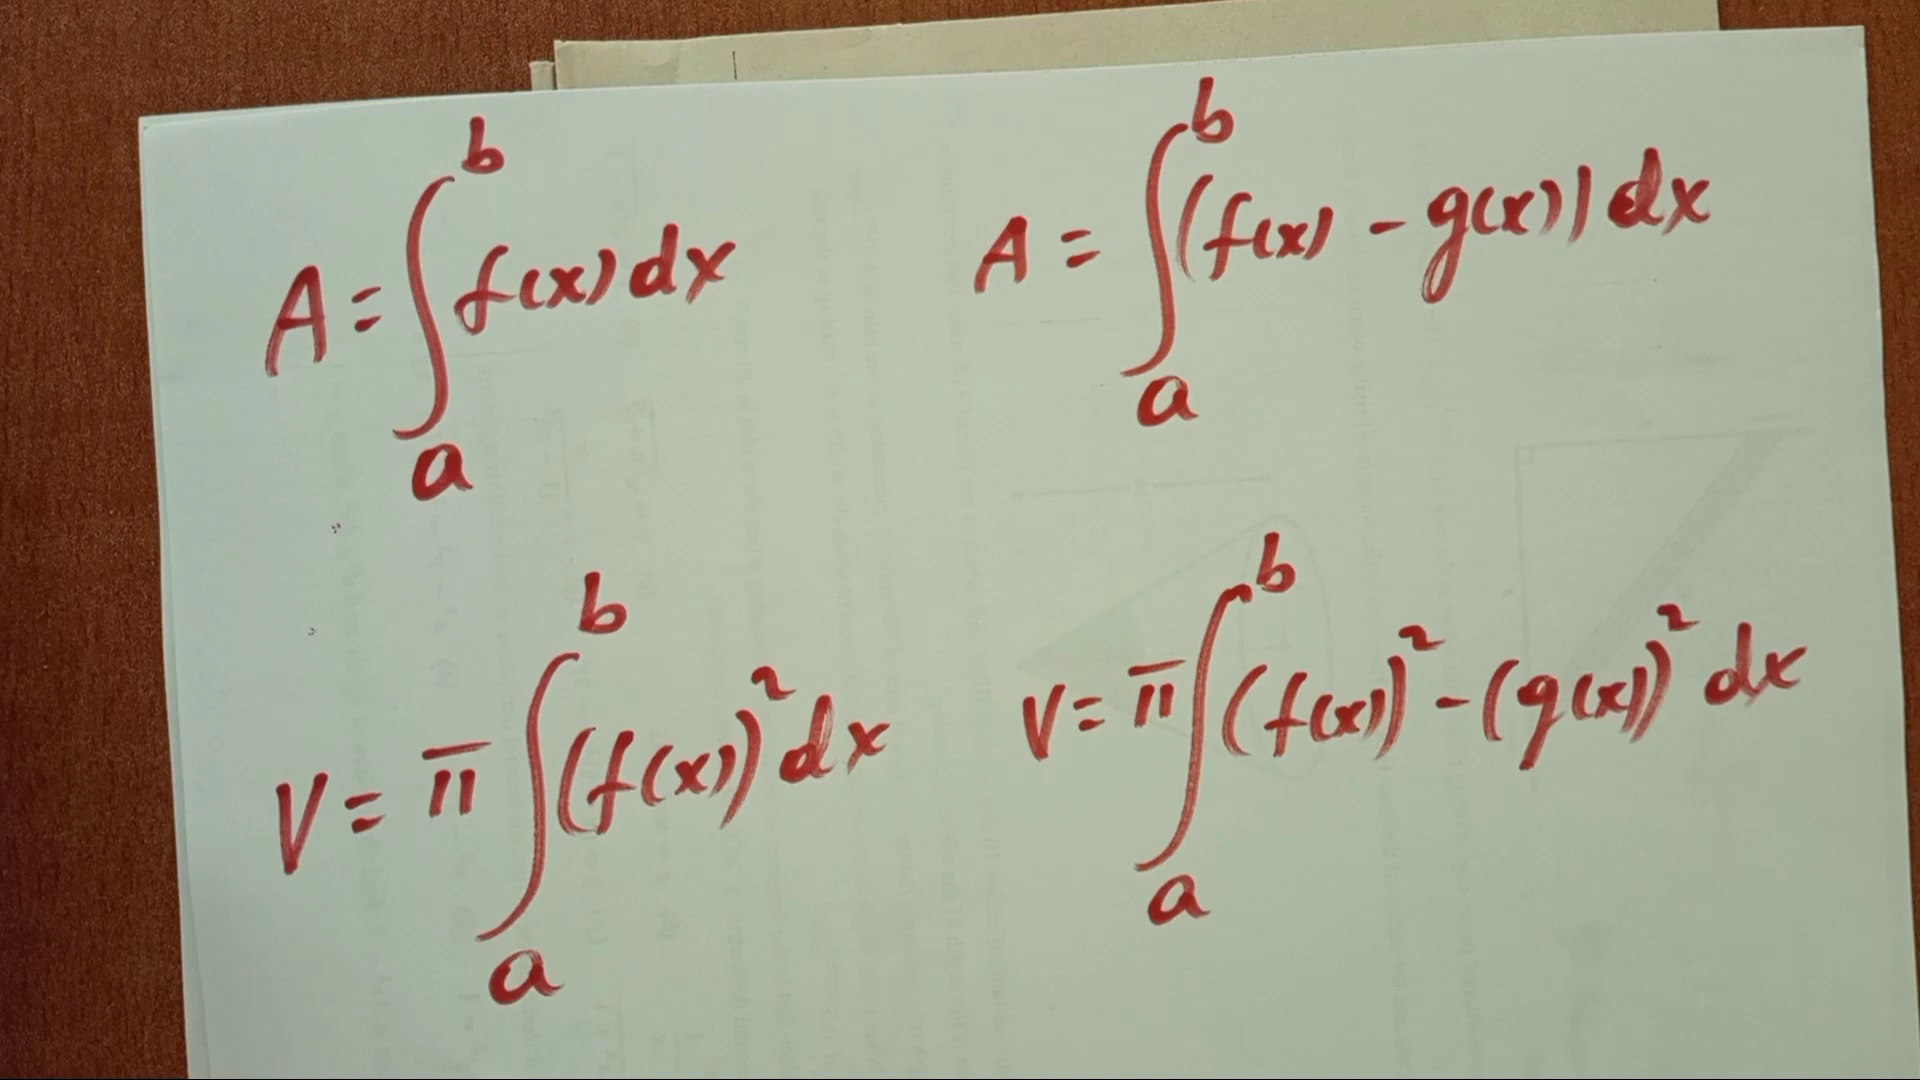 A = ∫_a^b f(x) dx
A = ∫_a^b (f(x) - g(x)) dx
V = π ∫_a^b (f(x))² dx
V = π ∫_a^b (f(x))² - (g(x))² dx